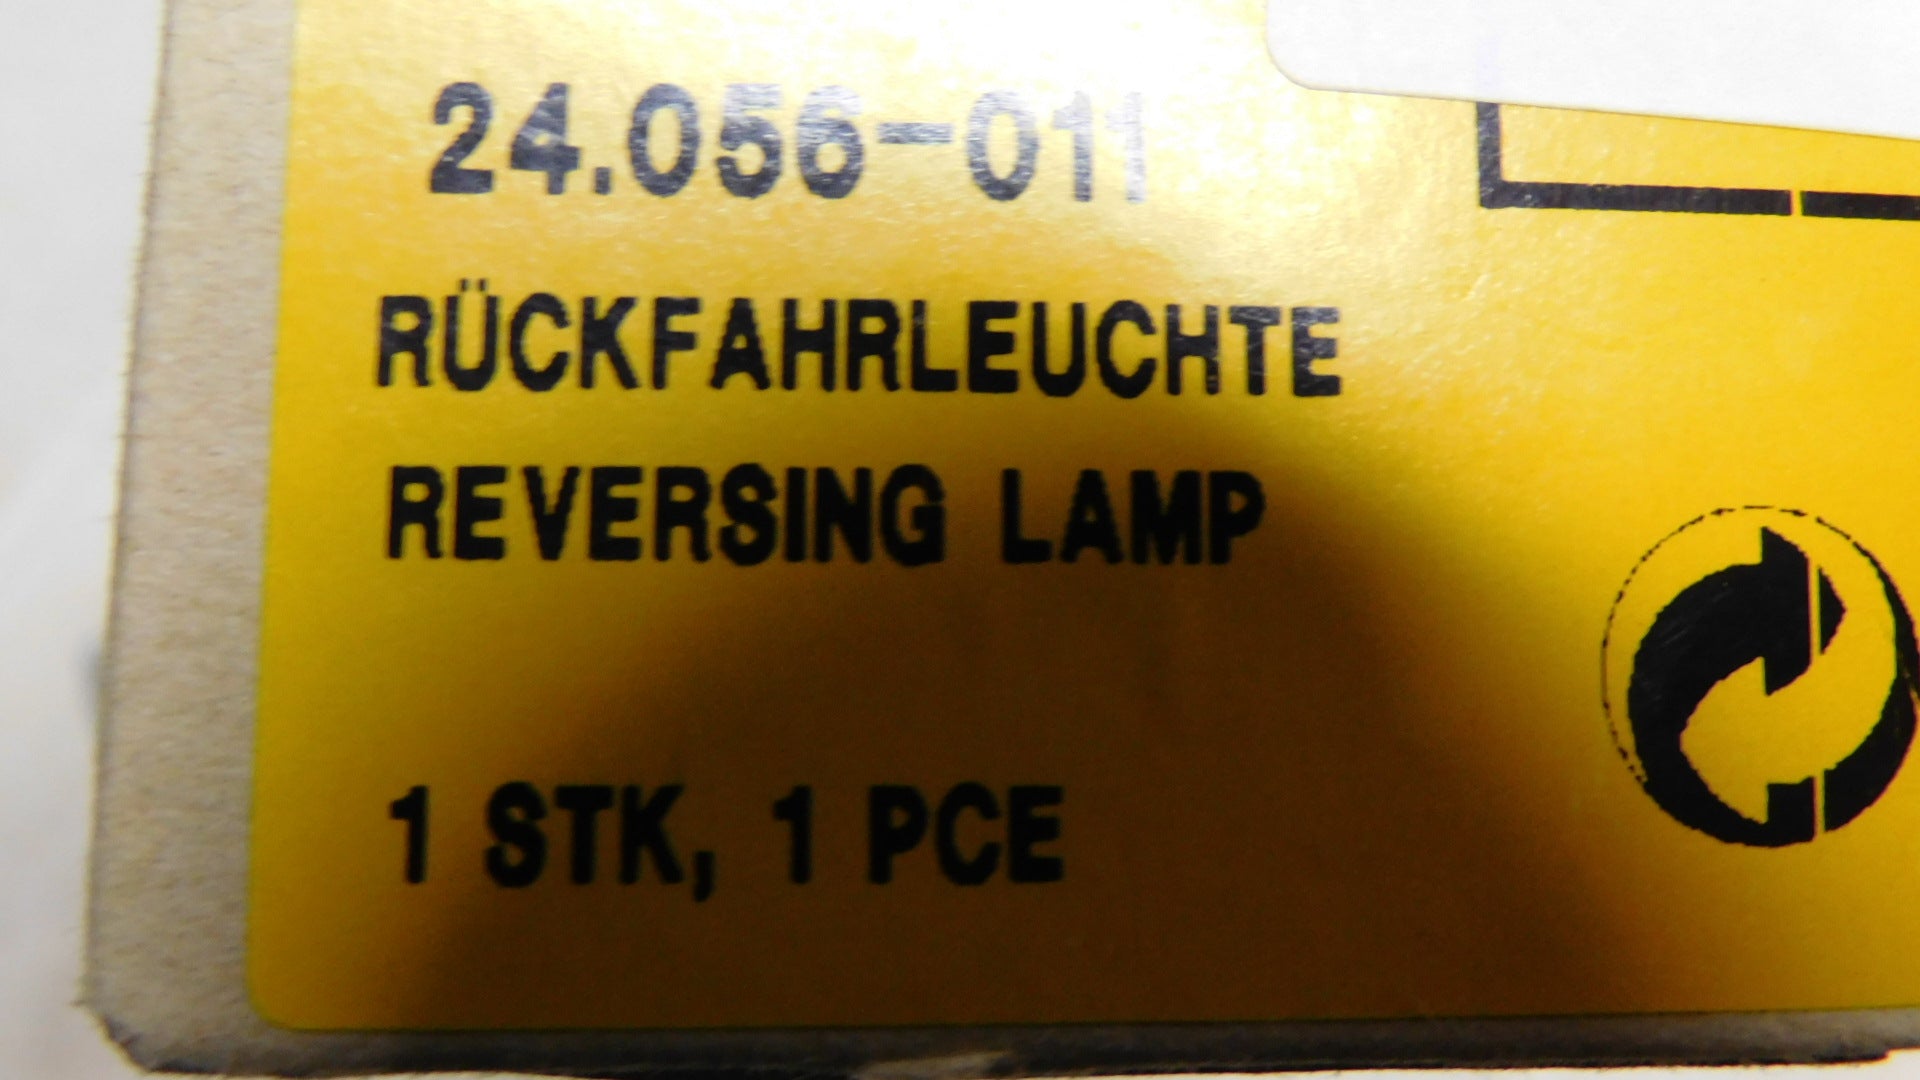 24.056-011
RÜCKFAHRLEUCHTE
REVERSING LAMP
1 STK, 1 PCE